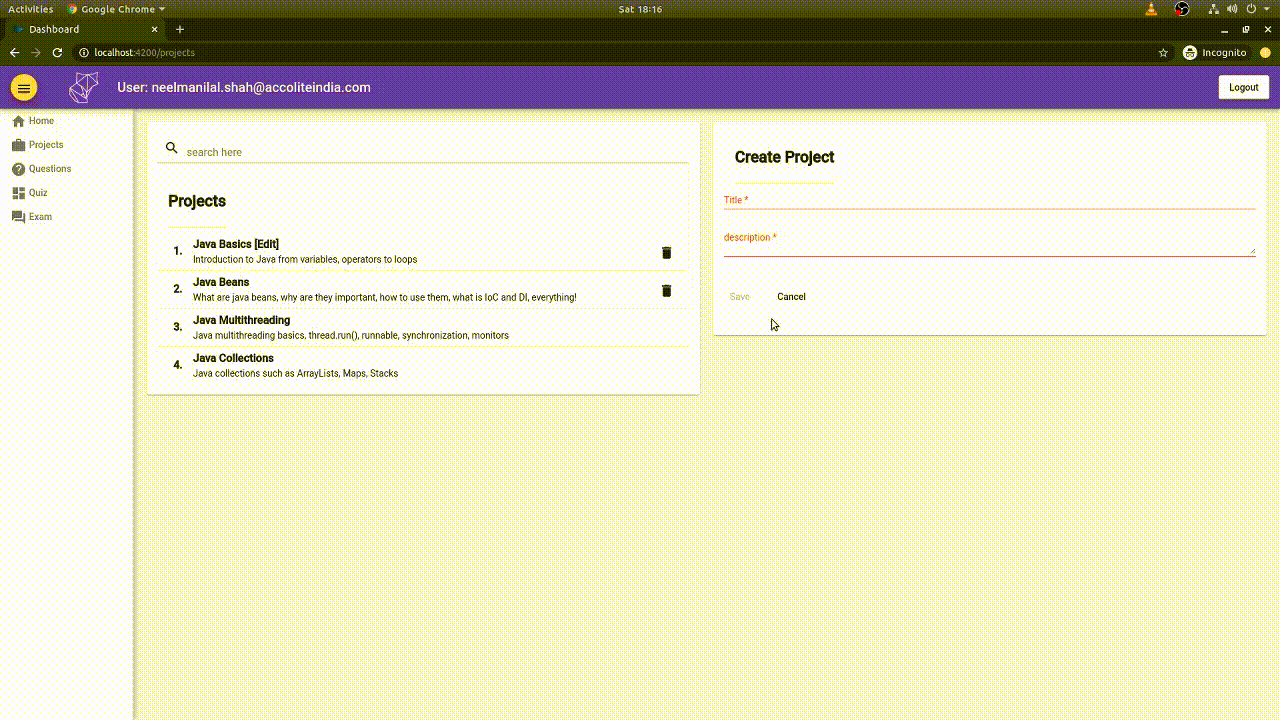 Activities Google Chrome Sat 18:16
Dashboard
localhost:4200/projects Incognito
User: neelmanilal.shah@accoliteindia.com Logout
Home
Projects
Questions
Quiz
Exam
search here
Projects
1. Java Basics [Edit]
Introduction to Java from variables, operators to loops
2. Java Beans
What are java beans, why are they important, how to use them, what is IoC and DI, everything!
3. Java Multithreading
Java multithreading basics, thread.run(), runnable, synchronization, monitors
4. Java Collections
Java collections such as ArrayLists, Maps, Stacks
Create Project
Title *
description *
Save Cancel